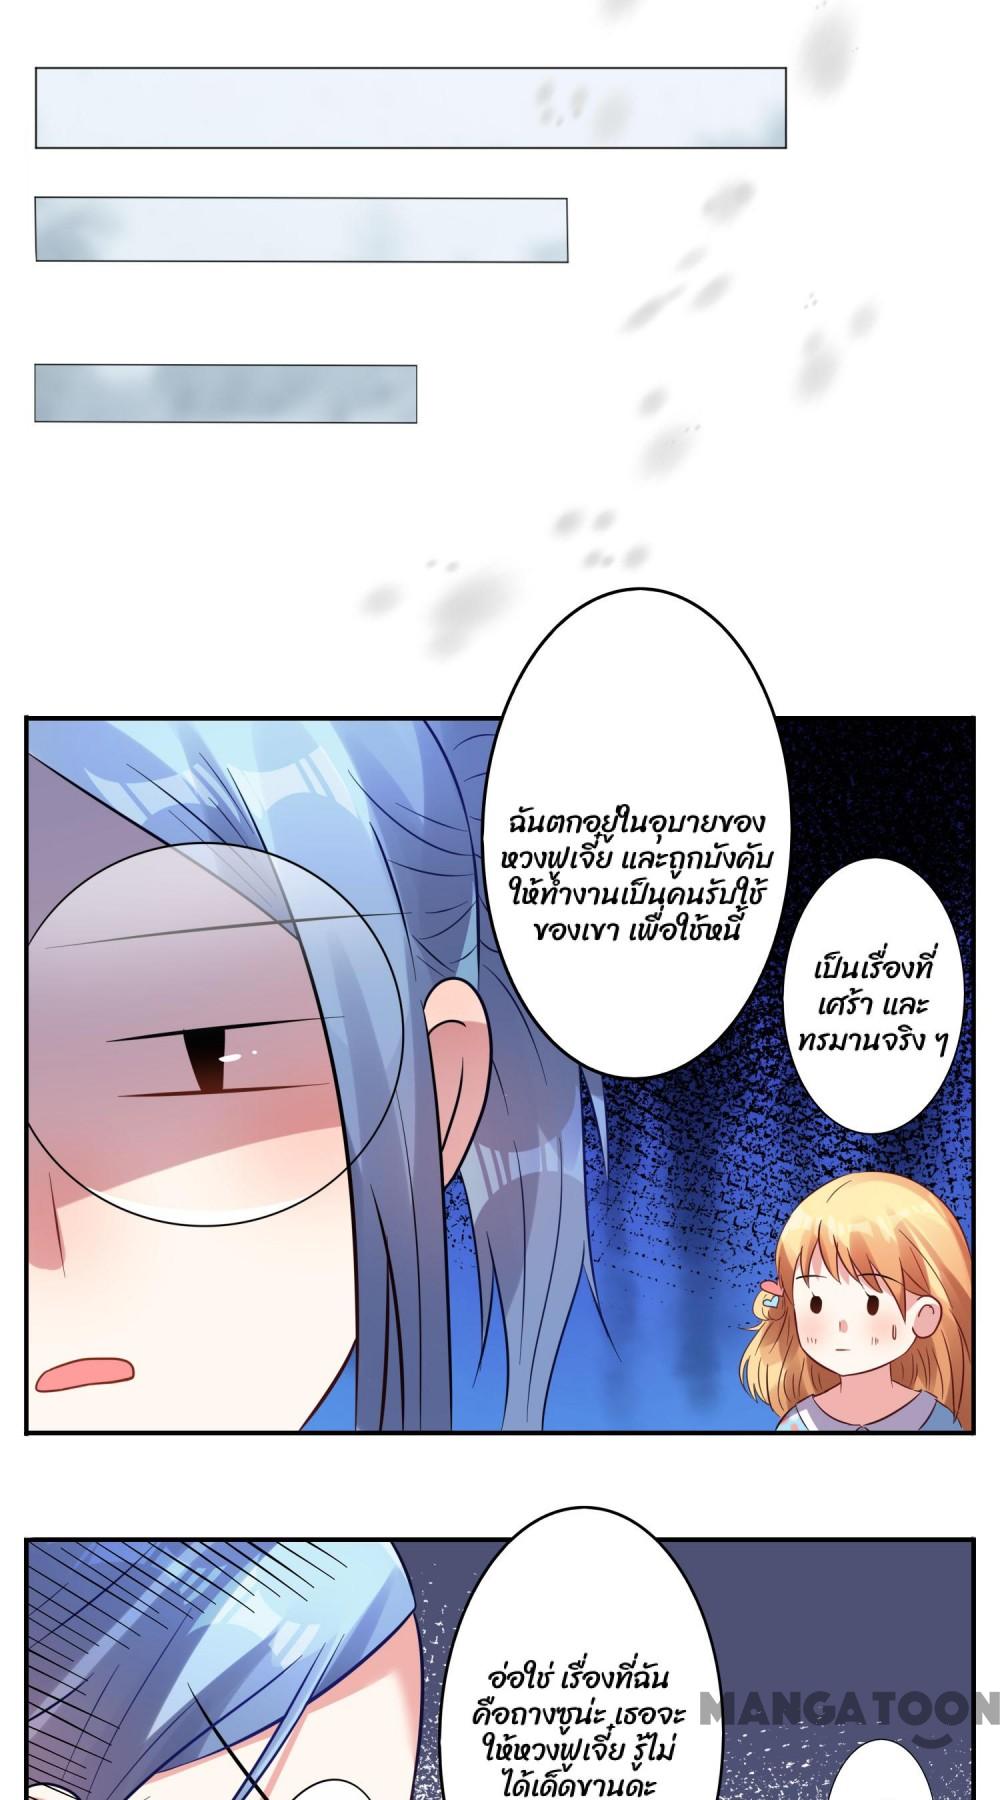 ฉันตกอยู่ในอุบายของ
หวงฟูเจี๋ย และถูกบังคับ
ให้ทำงานเป็นคนรับใช้
ของเขา เพื่อใช้หนี้
เป็นเรื่องที่
เศร้า และ
ทรมานจริง ๆ
อ่อใช่ เรื่องที่ฉัน
คือถางซูน่ะ เธอจะ
ให้หวงฟูเจี๋ย รู้ไม่
ได้เด็ดขาดนะ
MANGATOON